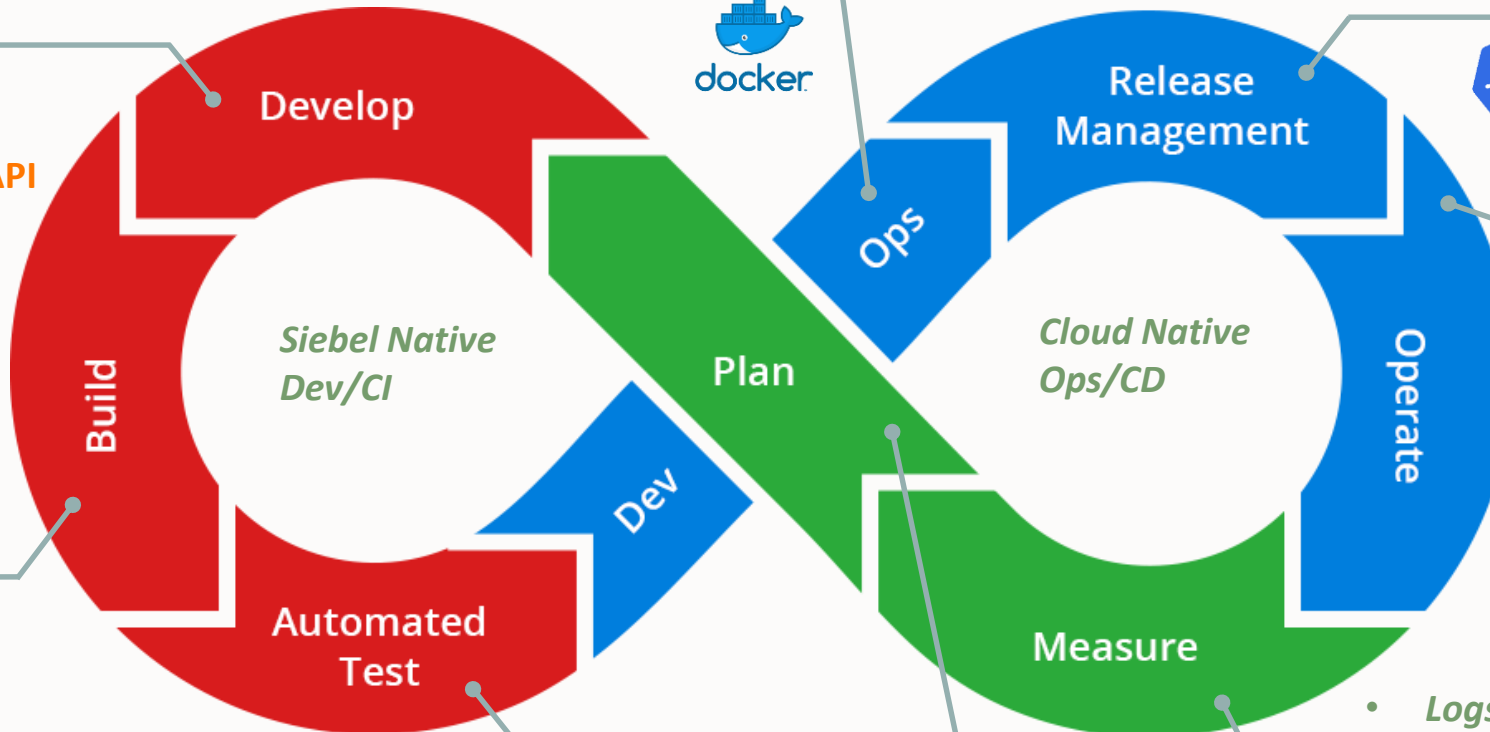 docker
Develop
Release
Management
API
Ops
Siebel Native
Dev/CI
Cloud Native
Ops/CD
Plan
Build
Operate
Dev
Automated
Test
Measure
• Logs